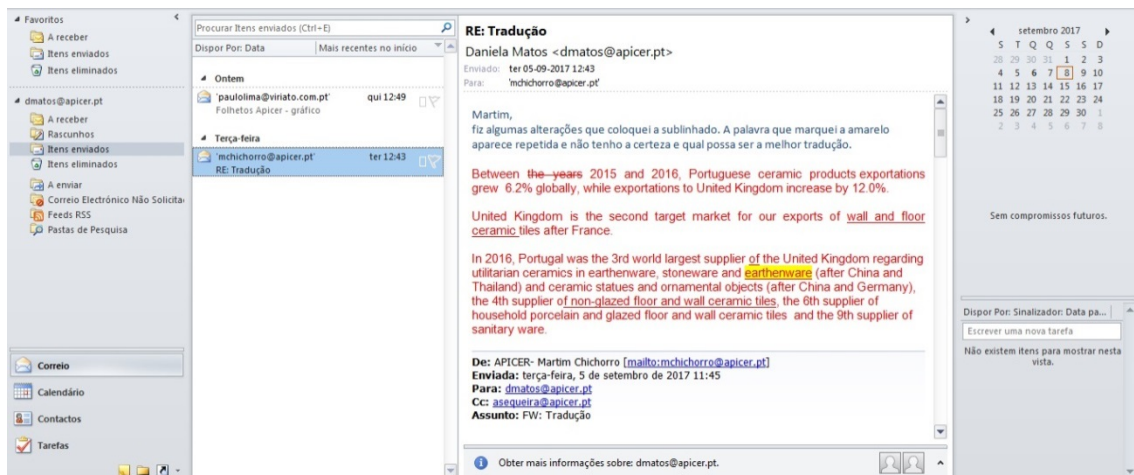 Favoritos
A receber
Itens enviados
Itens eliminados
dmatos@apicer.pt
A receber
Rascunhos
Itens enviados
Itens eliminados
A enviar
Correio Electrónico Não Solicita
Feeds RSS
Pastas de Pesquisa
Correio
Calendário
Contactos
Tarefas
Procurar Itens enviados (Ctrl+E)
Dispor Por: Data Mais recentes no início
Ontem
'paulolima@viriato.com.pt' qui 12:49
Folhetos Apicer - gráfico
Terça-feira
'mchichorro@apicer.pt' ter 12:43
RE: Tradução
RE: Tradução
Daniela Matos <dmatos@apicer.pt>
Enviado: ter 05-09-2017 12:43
Para: 'mchichorro@apicer.pt'
Martim,
fiz algumas alterações que coloquei a sublinhado. A palavra que marquei a amarelo
aparece repetida e não tenho a certeza e qual possa ser a melhor tradução.
Between the years 2015 and 2016, Portuguese ceramic products exportations
grew 6.2% globally, while exportations to United Kingdom increase by 12.0%.
United Kingdom is the second target market for our exports of wall and floor
ceramic tiles after France.
In 2016, Portugal was the 3rd world largest supplier of the United Kingdom regarding
utilitarian ceramics in earthenware, stoneware and earthenware (after China and
Thailand) and ceramic statues and ornamental objects (after China and Germany),
the 4th supplier of non-glazed floor and wall ceramic tiles, the 6th supplier of
household porcelain and glazed floor and wall ceramic tiles and the 9th supplier of
sanitary ware.
De: APICER- Martim Chichorro [mailto:mchichorro@apicer.pt]
Enviada: terça-feira, 5 de setembro de 2017 11:45
Para: dmatos@apicer.pt
Cc: asequeira@apicer.pt
Assunto: FW: Tradução
Obter mais informações sobre: dmatos@apicer.pt.
setembro 2017
S T Q Q S S D
28 29 30 31 1 2 3
4 5 6 7 8 9 10
11 12 13 14 15 16 17
18 19 20 21 22 23 24
25 26 27 28 29 30 1
2 3 4 5 6 7 8
Sem compromissos futuros.
Dispor Por: Sinalizador: Data pa...
Escrever uma nova tarefa
Não existem itens para mostrar nesta
vista.